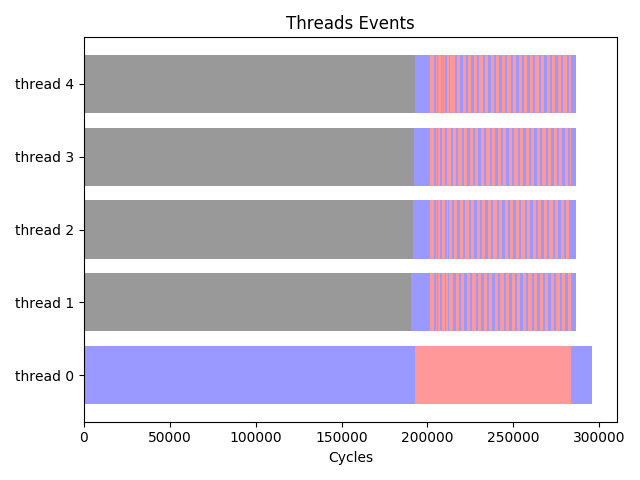 Threads Events
thread 4
thread 3
thread 2
thread 1
thread 0
0 50000 100000 150000 200000 250000 300000
Cycles